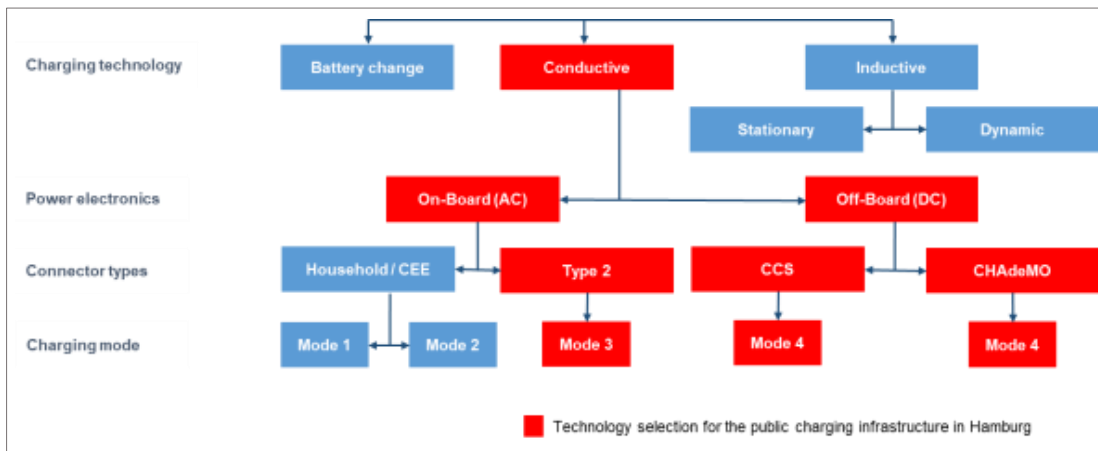 Charging technology
Battery change
Conductive
Inductive
Stationary
Dynamic
Power electronics
On-Board (AC)
Off-Board (DC)
Connector types
Household / CEE
Type 2
CCS
CHAdeMO
Charging mode
Mode 1
Mode 2
Mode 3
Mode 4
Mode 4
Technology selection for the public charging infrastructure in Hamburg